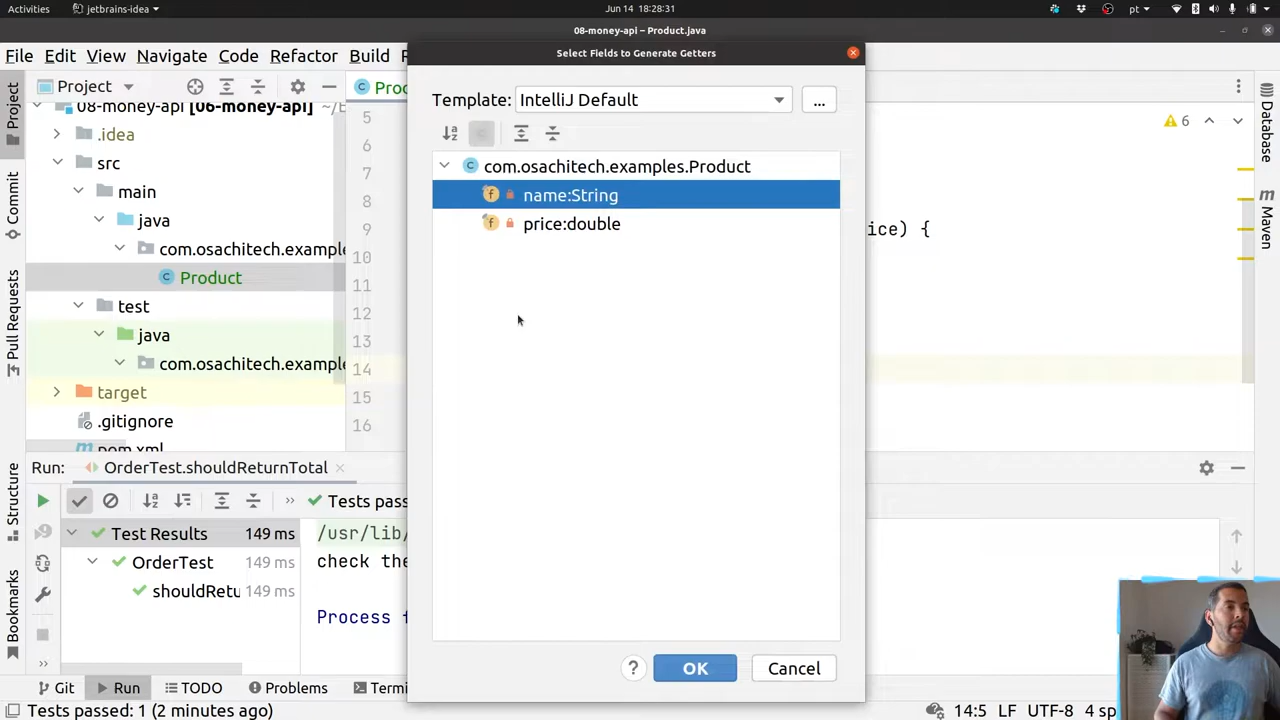 Activities jetbrains-idea Jun 14 18:28:31 pt
08-money-api – Product.java
File Edit View Navigate Code Refactor Build
Select Fields to Generate Getters
Project
Template: IntelliJ Default ...
08-money-api [06-money-api]
.idea
src
main
java
com.osachitech.example
Product
test
java
com.osachitech.example
target
.gitignore
pom.xml
5
6
7
8
9
10
11
12
13
14
15
16
com.osachitech.examples.Product
name:String
price:double
ice) {
6
OK Cancel
Project
Commit
Pull Requests
Structure
Bookmarks
Database
Maven
Run: OrderTest.shouldReturnTotal
Tests pass
Test Results 149 ms
OrderTest 149 ms
shouldRetu 149 ms
/usr/lib/
check the
Process f
Git Run TODO Problems Termi
Tests passed: 1 (2 minutes ago) 14:5 LF UTF-8 4 sp